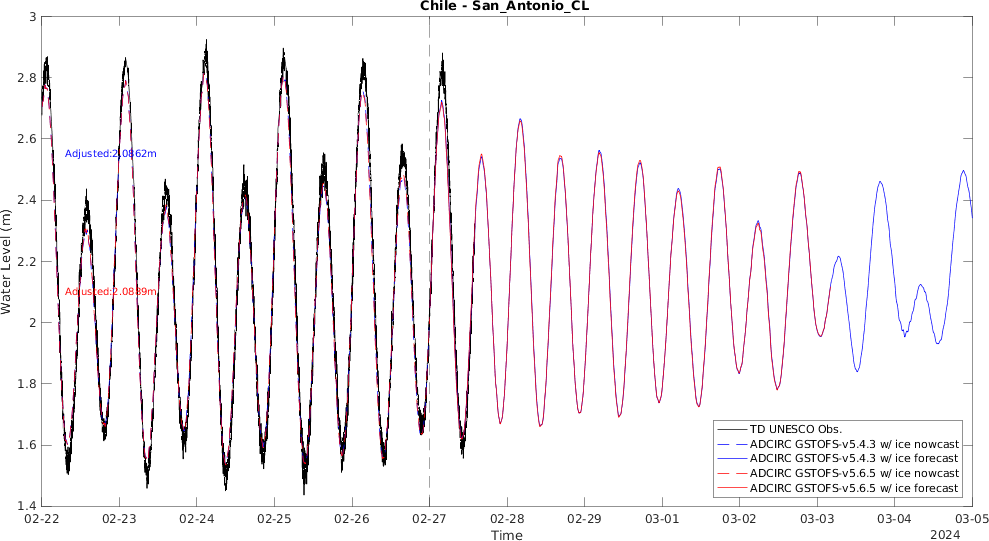 Chile - San_Antonio_CL
Water Level (m)
3
2.8
2.6
2.4
2.2
2
1.8
1.6
1.4
Adjusted:2.0862m
Adjusted:2.0839m
TD UNESCO Obs.
ADCIRC GSTOFS-v5.4.3 w/ ice nowcast
ADCIRC GSTOFS-v5.4.3 w/ ice forecast
ADCIRC GSTOFS-v5.6.5 w/ ice nowcast
ADCIRC GSTOFS-v5.6.5 w/ ice forecast
02-22 02-23 02-24 02-25 02-26 02-27 02-28 02-29 03-01 03-02 03-03 03-04 03-05
Time
2024